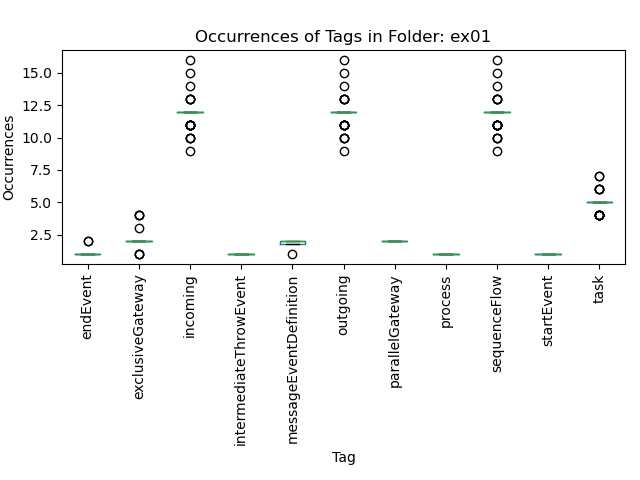 Occurrences of Tags in Folder: ex01
15.0
12.5
10.0
7.5
5.0
2.5
Occurrences
endEvent
exclusiveGateway
incoming
intermediateThrowEvent
messageEventDefinition
outgoing
parallelGateway
process
sequenceFlow
startEvent
task
Tag